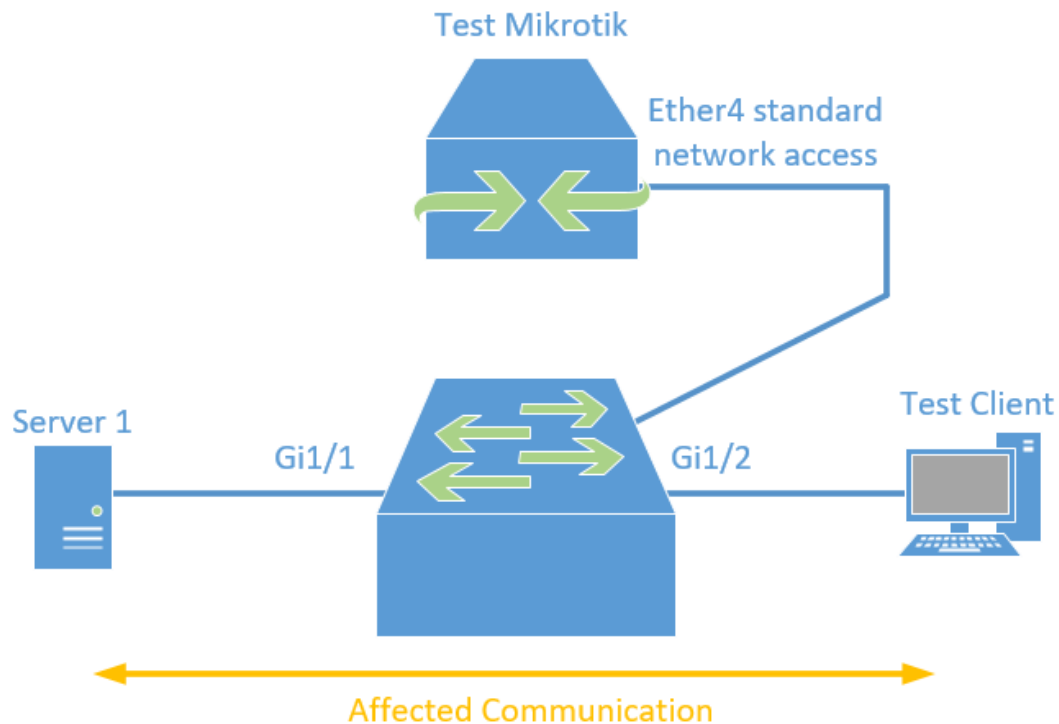 Test Mikrotik
Ether4 standard
network access
Server 1
Gi1/1
Gi1/2
Test Client
Affected Communication